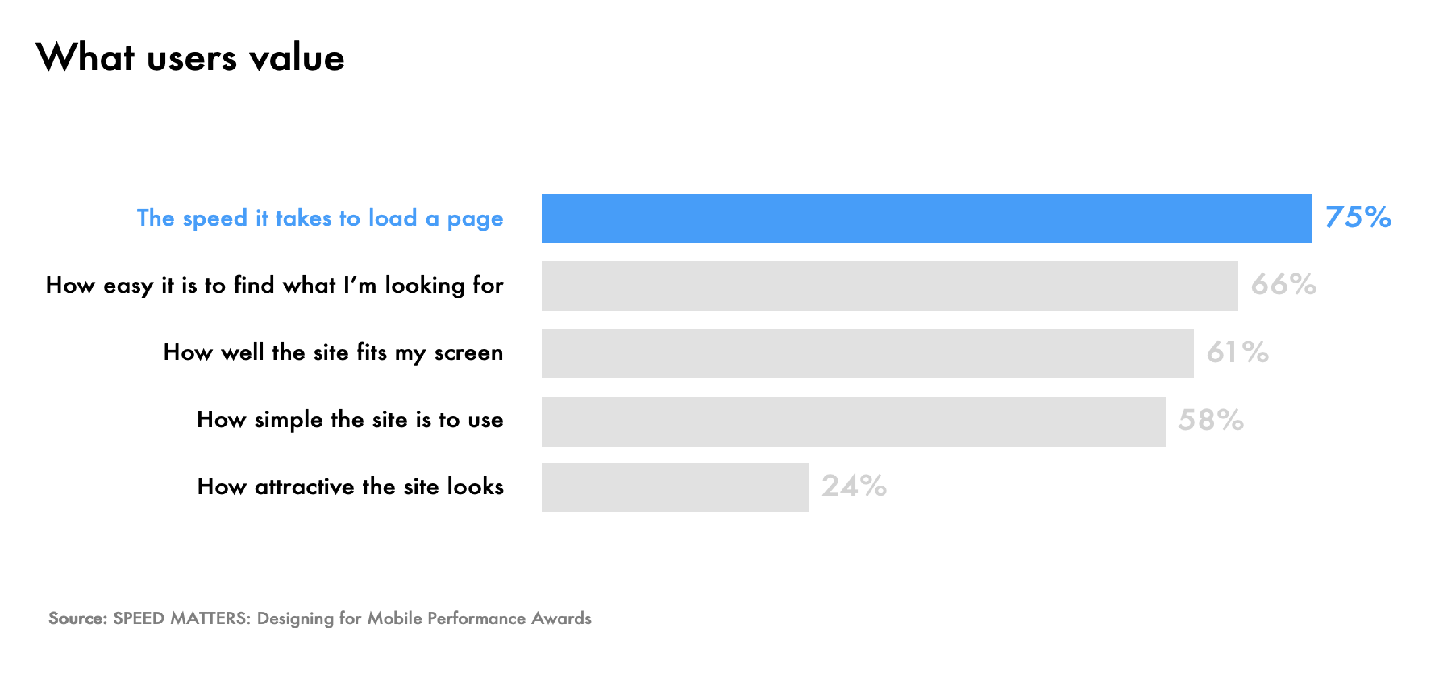 What users value
The speed it takes to load a page 75%
How easy it is to find what I’m looking for 66%
How well the site fits my screen 61%
How simple the site is to use 58%
How attractive the site looks 24%
Source: SPEED MATTERS: Designing for Mobile Performance Awards